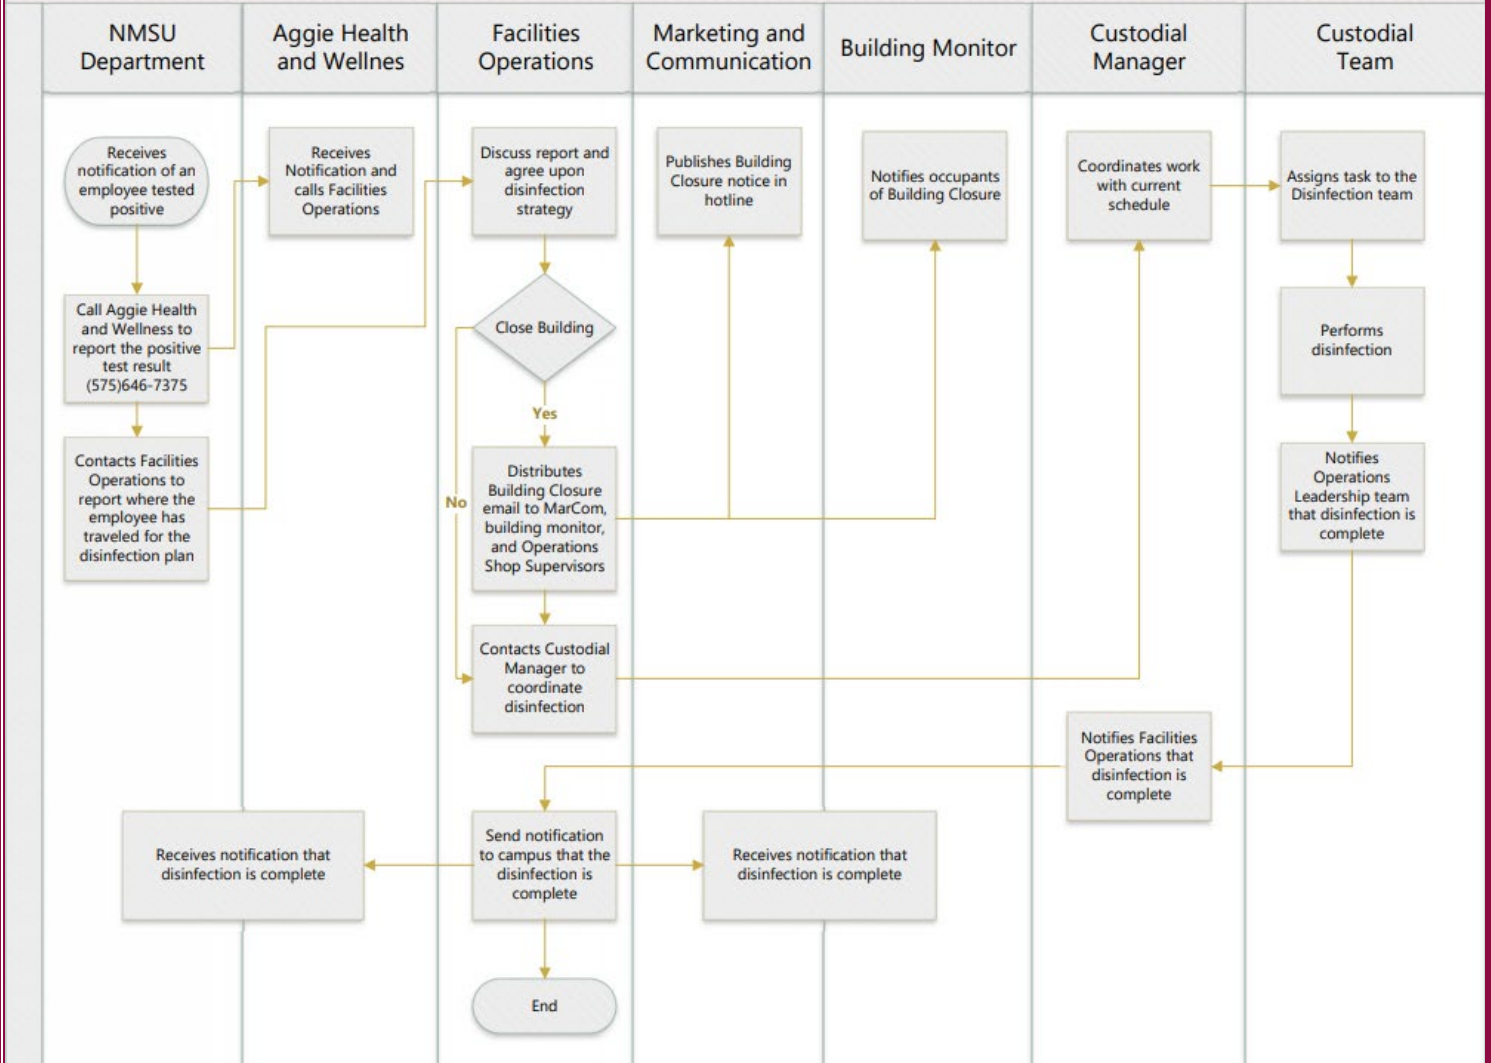 NMSU
Department
Aggie Health
and Wellnes
Facilities
Operations
Marketing and
Communication
Building Monitor
Custodial
Manager
Custodial
Team
Receives
notification of an
employee tested
positive
Call Aggie Health
and Wellness to
report the positive
test result
(575)646-7375
Contacts Facilities
Operations to
report where the
employee has
traveled for the
disinfection plan
Receives
Notification and
calls Facilities
Operations
Discuss report and
agree upon
disinfection
strategy
Close Building
Yes
No
Distributes
Building Closure
email to MarCom,
building monitor,
and Operations
Shop Supervisors
Contacts Custodial
Manager to
coordinate
disinfection
Publishes Building
Closure notice in
hotline
Notifies occupants
of Building Closure
Coordinates work
with current
schedule
Assigns task to the
Disinfection team
Performs
disinfection
Notifies
Operations
Leadership team
that disinfection is
complete
Notifies Facilities
Operations that
disinfection is
complete
Send notification
to campus that the
disinfection is
complete
Receives notification that
disinfection is complete
Receives notification that
disinfection is complete
End